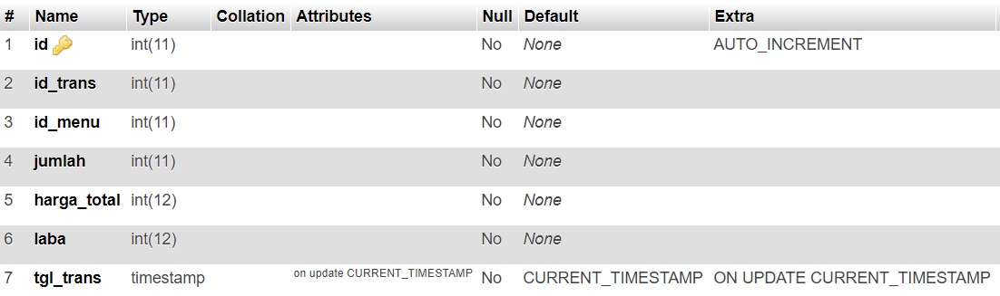 # Name Type Collation Attributes Null Default Extra
1 id int(11) No None AUTO_INCREMENT
2 id_trans int(11) No None
3 id_menu int(11) No None
4 jumlah int(11) No None
5 harga_total int(12) No None
6 laba int(12) No None
7 tgl_trans timestamp on update CURRENT_TIMESTAMP No CURRENT_TIMESTAMP ON UPDATE CURRENT_TIMESTAMP